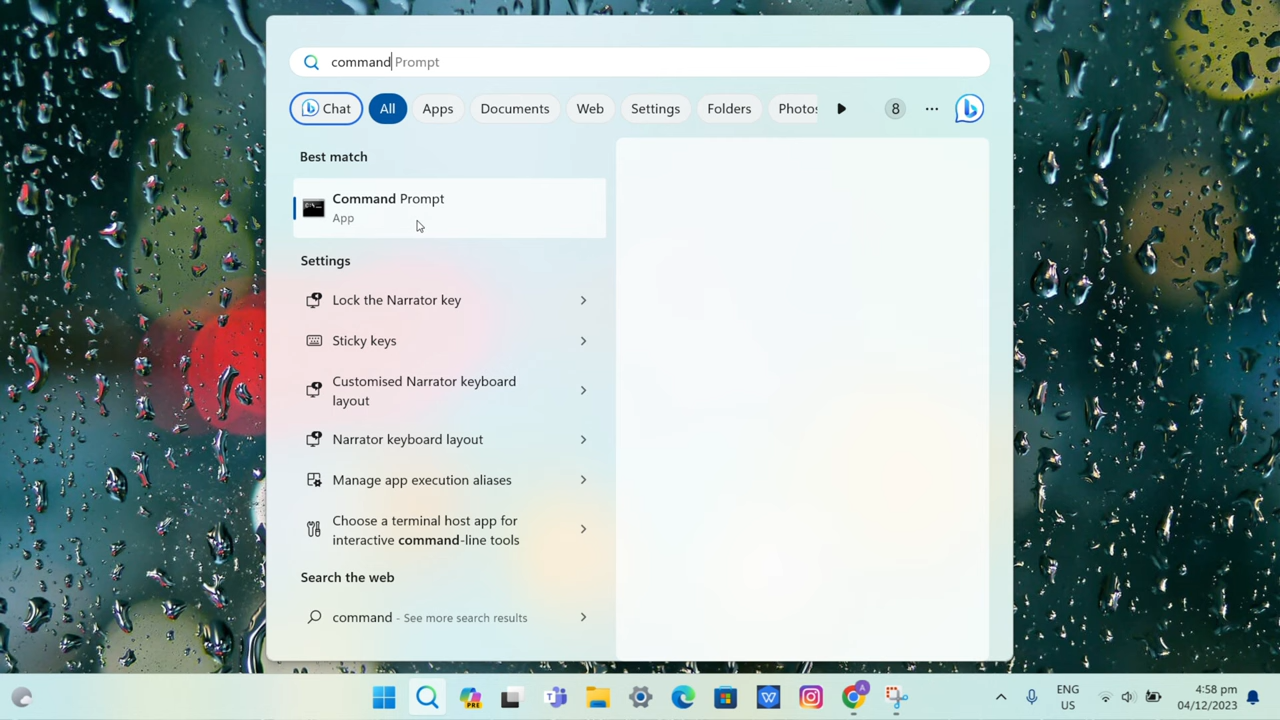 command Prompt
Chat All Apps Documents Web Settings Folders Photos 8 ...
Best match
Command Prompt
App
Settings
Lock the Narrator key
Sticky keys
Customised Narrator keyboard
layout
Narrator keyboard layout
Manage app execution aliases
Choose a terminal host app for
interactive command-line tools
Search the web
command - See more search results
PRE
A
ENG
US
4:58 pm
04/12/2023